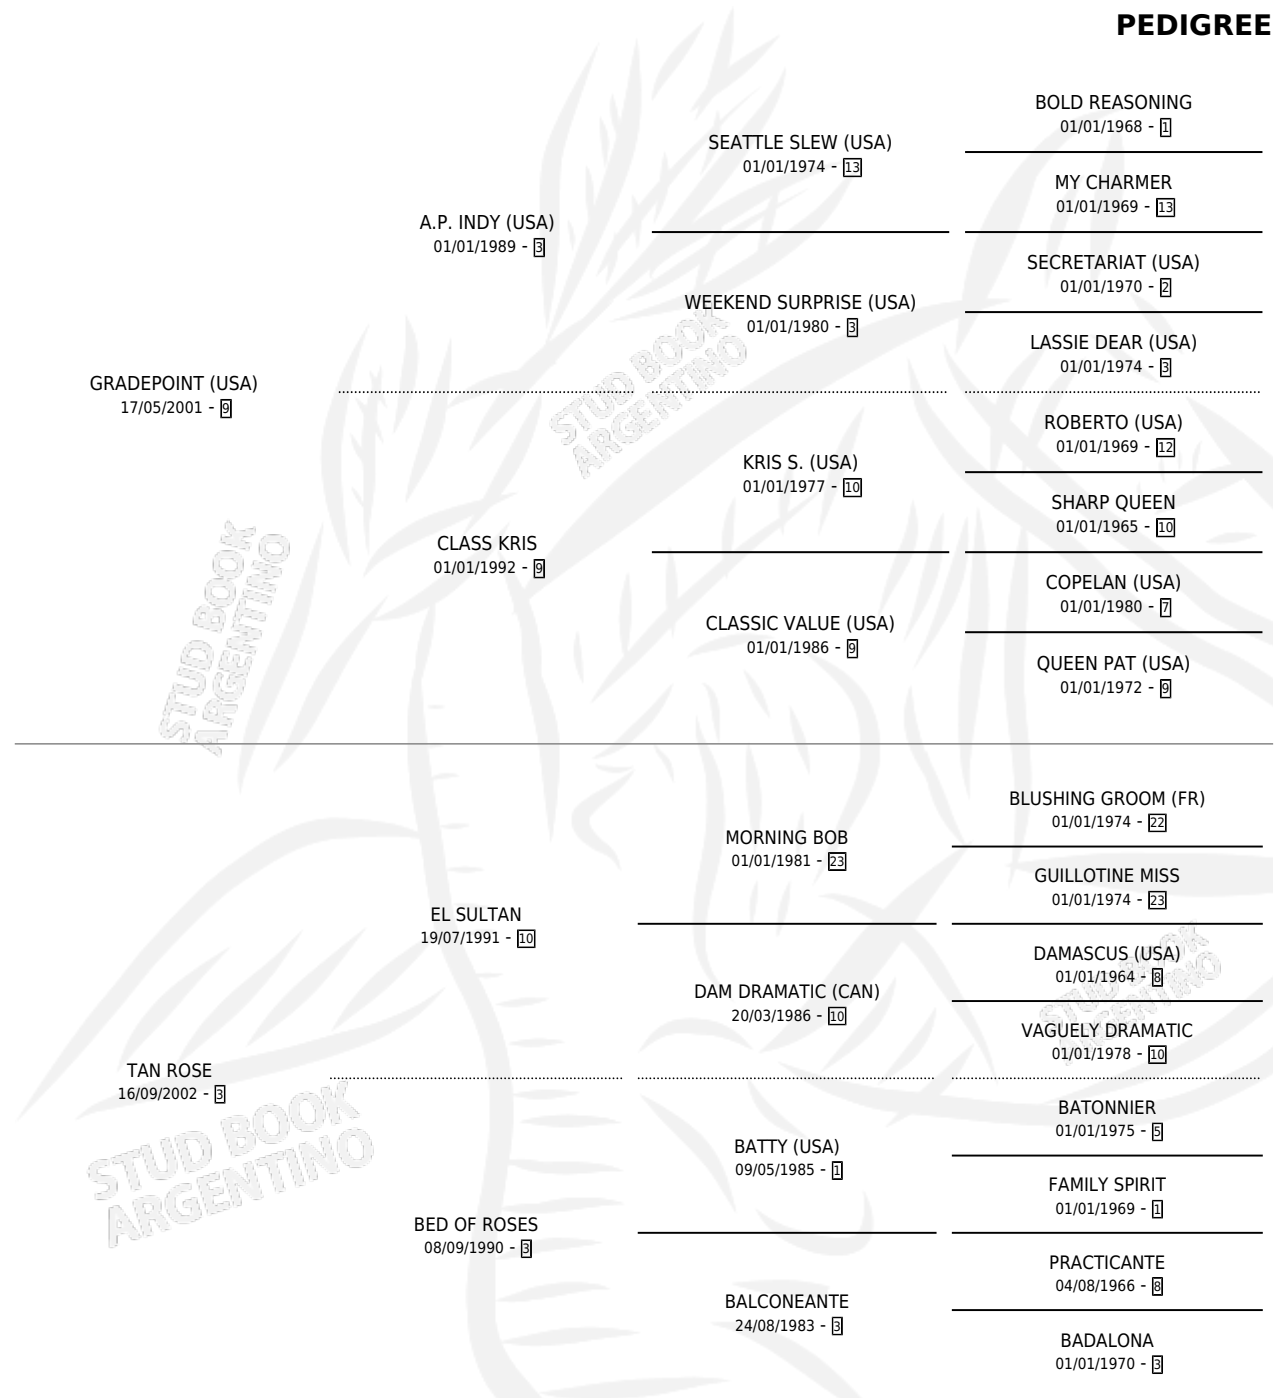 PEDIGREE
BOLD REASONING
01/01/1968 - 1
SEATTLE SLEW (USA)
01/01/1974 - 13
MY CHARMER
01/01/1969 - 13
A.P. INDY (USA)
01/01/1989 - 3
SECRETARIAT (USA)
01/01/1970 - 2
WEEKEND SURPRISE (USA)
01/01/1980 - 3
LASSIE DEAR (USA)
01/01/1974 - 3
GRADEPOINT (USA)
17/05/2001 - 9
ROBERTO (USA)
01/01/1969 - 12
KRIS S. (USA)
01/01/1977 - 10
SHARP QUEEN
01/01/1965 - 10
CLASS KRIS
01/01/1992 - 9
COPELAN (USA)
01/01/1980 - 7
CLASSIC VALUE (USA)
01/01/1986 - 9
QUEEN PAT (USA)
01/01/1972 - 9
BLUSHING GROOM (FR)
01/01/1974 - 22
MORNING BOB
01/01/1981 - 23
GUILLOTINE MISS
01/01/1974 - 23
EL SULTAN
19/07/1991 - 10
DAMASCUS (USA)
01/01/1964 - 8
DAM DRAMATIC (CAN)
20/03/1986 - 10
VAGUELY DRAMATIC
01/01/1978 - 10
TAN ROSE
16/09/2002 - 3
BATONNIER
01/01/1975 - 5
BATTY (USA)
09/05/1985 - 1
FAMILY SPIRIT
01/01/1969 - 1
BED OF ROSES
08/09/1990 - 3
PRACTICANTE
04/08/1966 - 8
BALCONEANTE
24/08/1983 - 3
BADALONA
01/01/1970 - 3
STUD BOOK
ARGENTINO
STUD BOOK
ARGENTINO
STUD BOOK
ARGENTINO
STUD BOOK
ARGENTINO